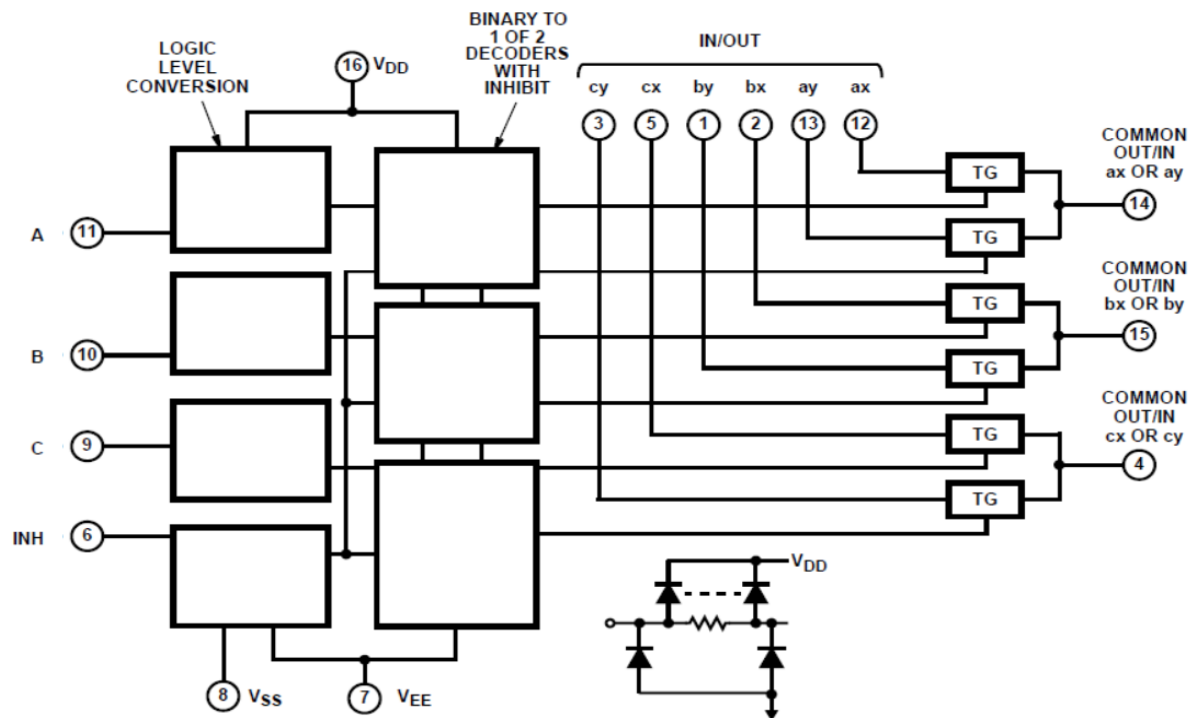 LOGIC
LEVEL
CONVERSION
16 VDD
BINARY TO
1 OF 2
DECODERS
WITH
INHIBIT
IN/OUT
cy cx by bx ay ax
3 5 1 2 13 12
COMMON
OUT/IN
ax OR ay
14
TG
TG
A 11
COMMON
OUT/IN
bx OR by
15
TG
TG
B 10
COMMON
OUT/IN
cx OR cy
4
TG
TG
C 9
INH 6
VDD
8 VSS
7 VEE